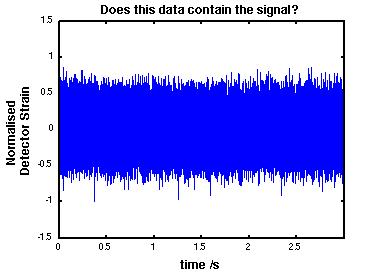 Does this data contain the signal?
1.5
1
0.5
0
-0.5
-1
-1.5
Normalised
Detector Strain
0 0.5 1 1.5 2 2.5
time /s